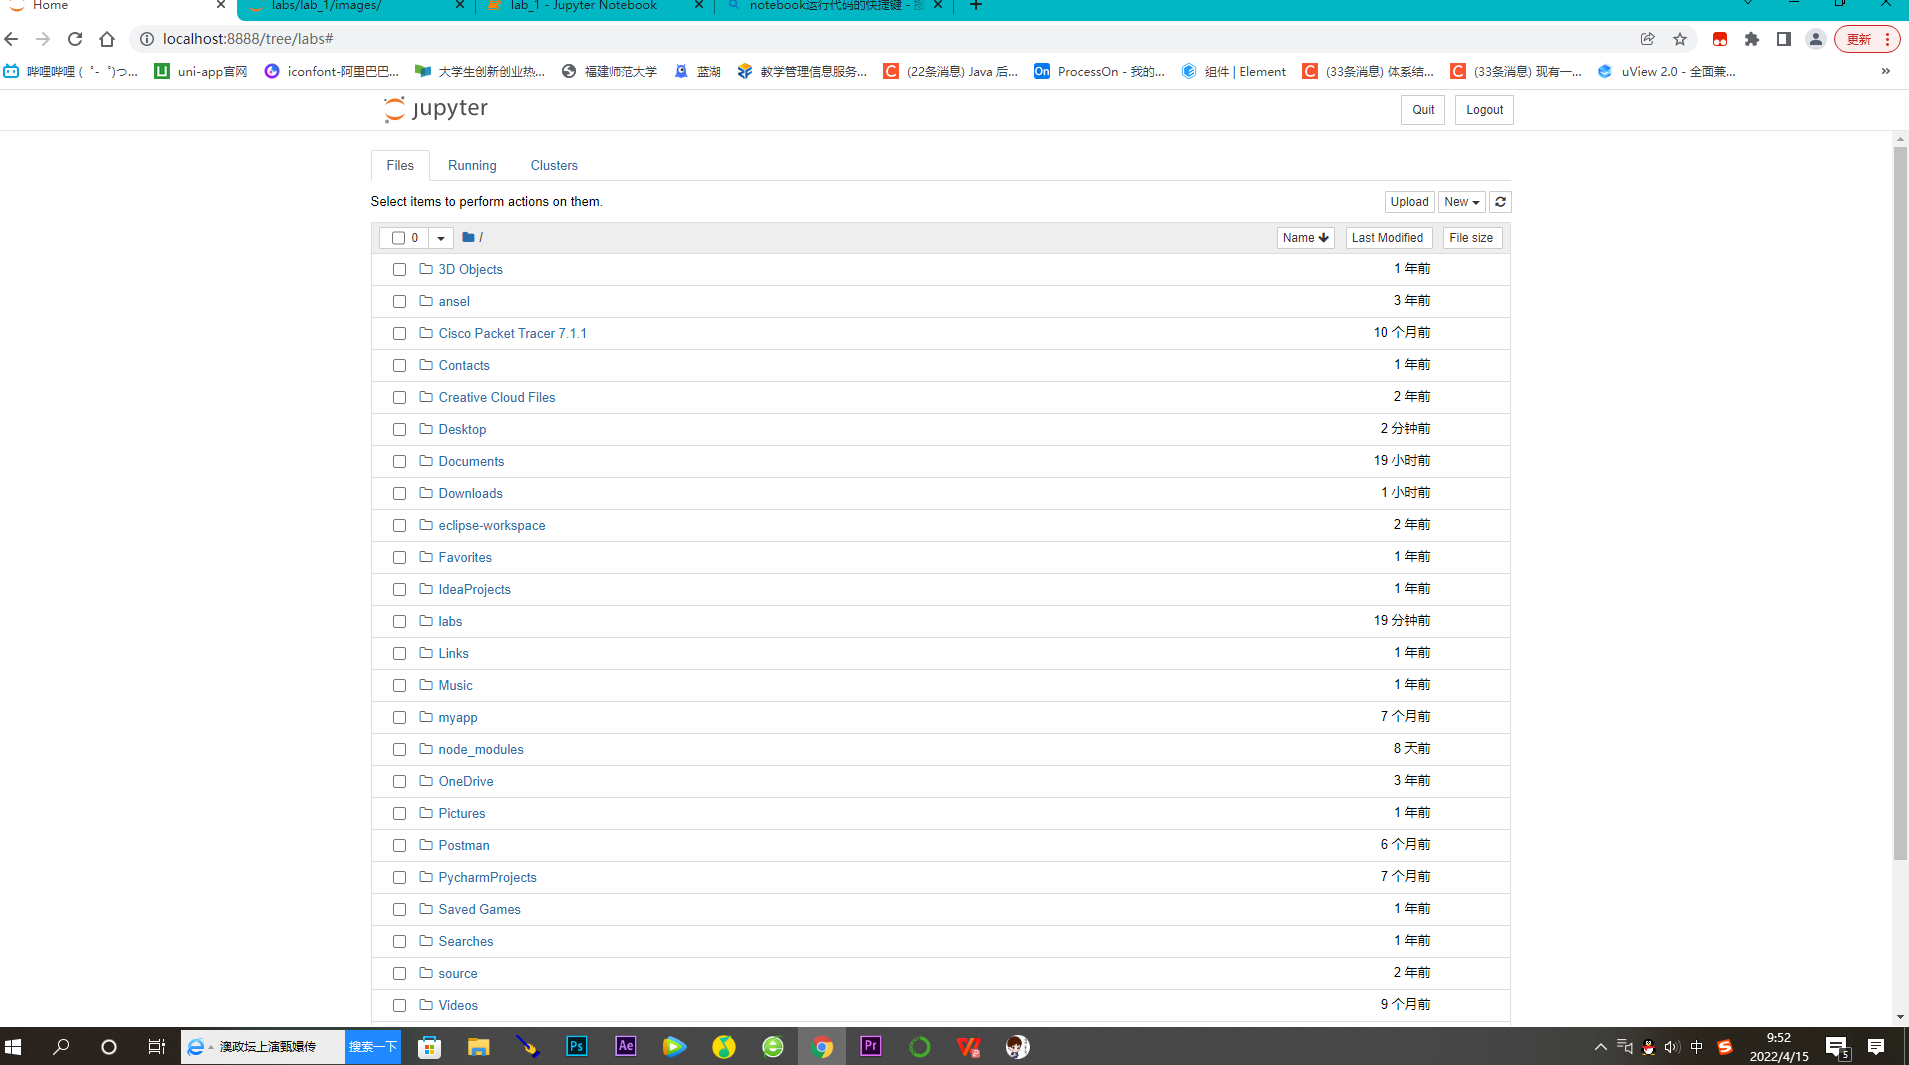 Home
labs/lab_1/images/
lab_1 - Jupyter Notebook
notebook运行代码的快捷键 - 搜
localhost:8888/tree/labs#
更新
哔哩哔哩 ( ゜- ゜)つ...
uni-app官网
iconfont-阿里巴巴...
大学生创新创业热...
福建师范大学
蓝湖
教学管理信息服务...
(22条消息) Java 后...
ProcessOn - 我的...
组件 | Element
(33条消息) 体系结...
(33条消息) 现有一...
uView 2.0 - 全面兼...
jupyter
Quit
Logout
Files
Running
Clusters
Select items to perform actions on them.
Upload
New
0
/
Name
Last Modified
File size
3D Objects 1 年前
ansel 3 年前
Cisco Packet Tracer 7.1.1 10 个月前
Contacts 1 年前
Creative Cloud Files 2 年前
Desktop 2 分钟前
Documents 19 小时前
Downloads 1 小时前
eclipse-workspace 2 年前
Favorites 1 年前
IdeaProjects 1 年前
labs 19 分钟前
Links 1 年前
Music 1 年前
myapp 7 个月前
node_modules 8 天前
OneDrive 3 年前
Pictures 1 年前
Postman 6 个月前
PycharmProjects 7 个月前
Saved Games 1 年前
Searches 1 年前
source 2 年前
Videos 9 个月前
澳政坛上演甄嬛传
搜索一下
Ps
Ae
Pr
中
9:52
2022/4/15
5